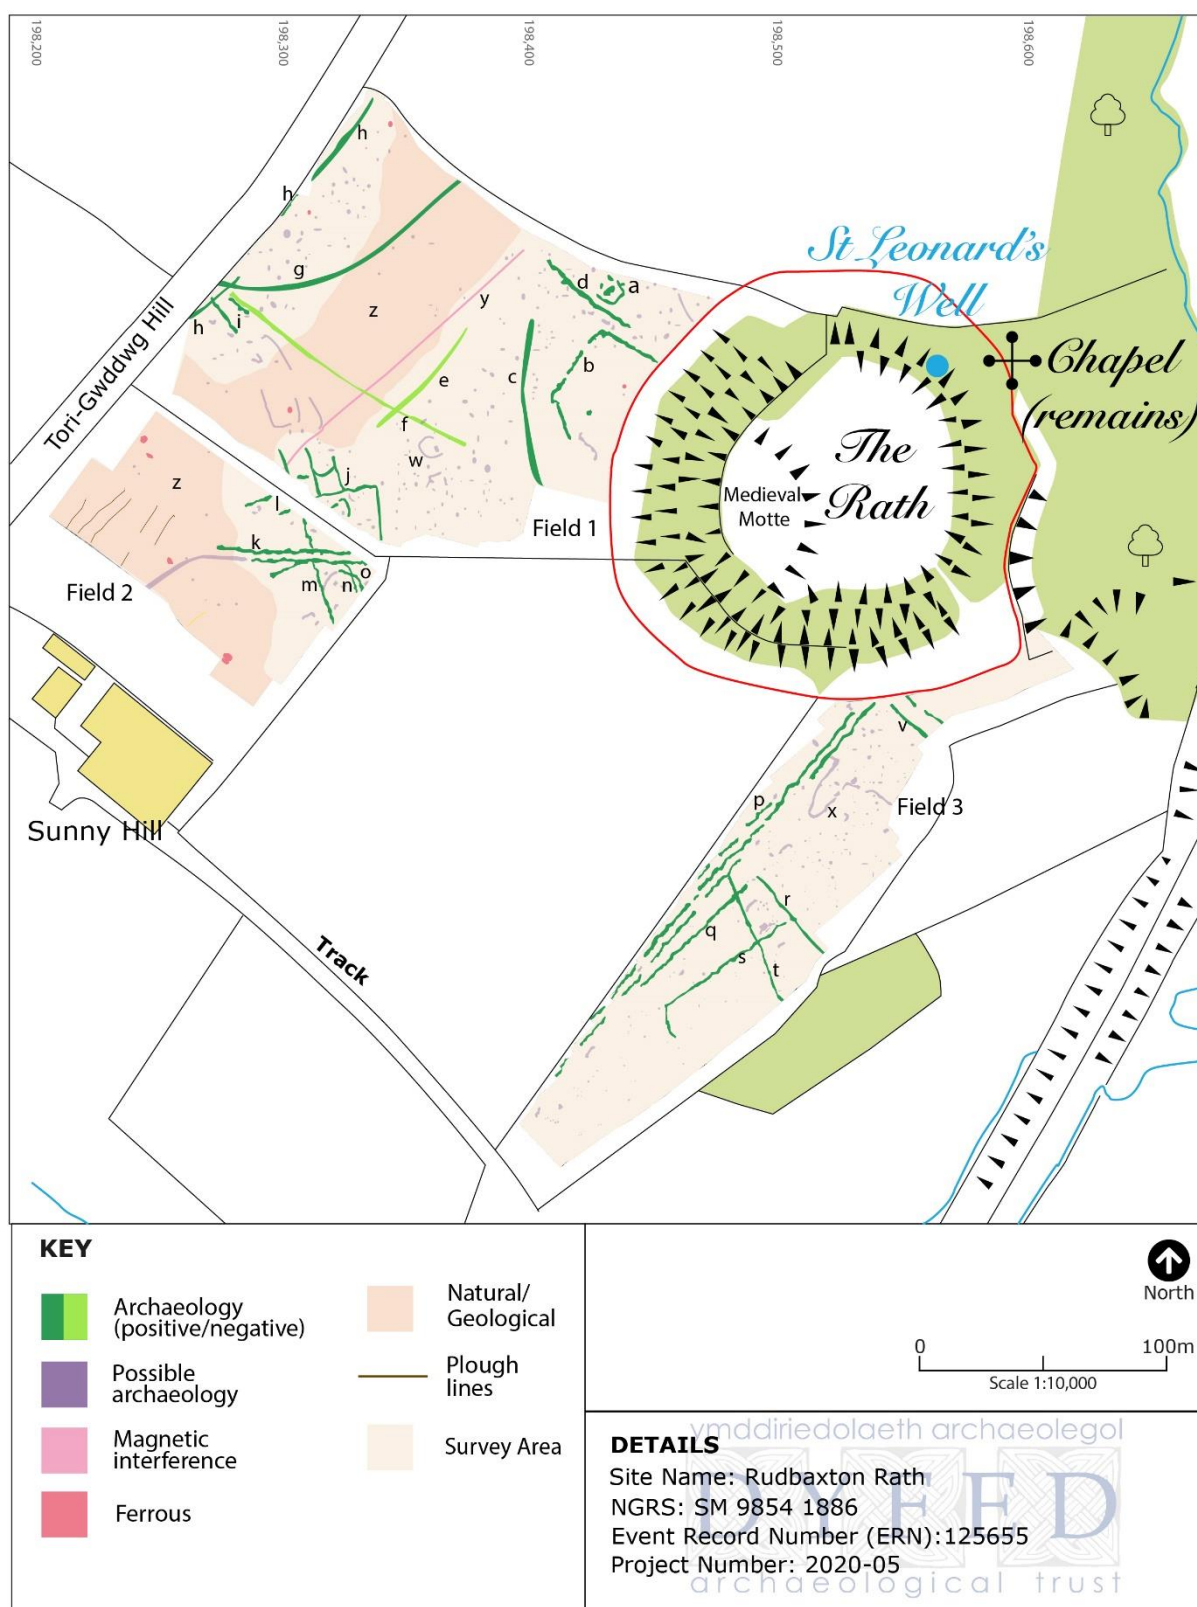 198,200
198,300
198,400
198,500
198,600
h
h
g
h
i
z
y
d
a
b
c
e
f
w
j
Tori-Gwddwg Hill
St Leonard's
Well
Chapel
(remains)
The
Rath
Medieval
Motte
Field 1
z
l
k
m
n
o
Field 2
Sunny Hill
Track
v
p
x
Field 3
r
q
s
t
KEY
Archaeology
(positive/negative)
Possible
archaeology
Magnetic
interference
Ferrous
Natural/
Geological
Plough
lines
Survey Area
North
0 100m
Scale 1:10,000
ymddiriedolaeth archaeolegol
DYFED
archaeological trust
DETAILS
Site Name: Rudbaxton Rath
NGRS: SM 9854 1886
Event Record Number (ERN):125655
Project Number: 2020-05